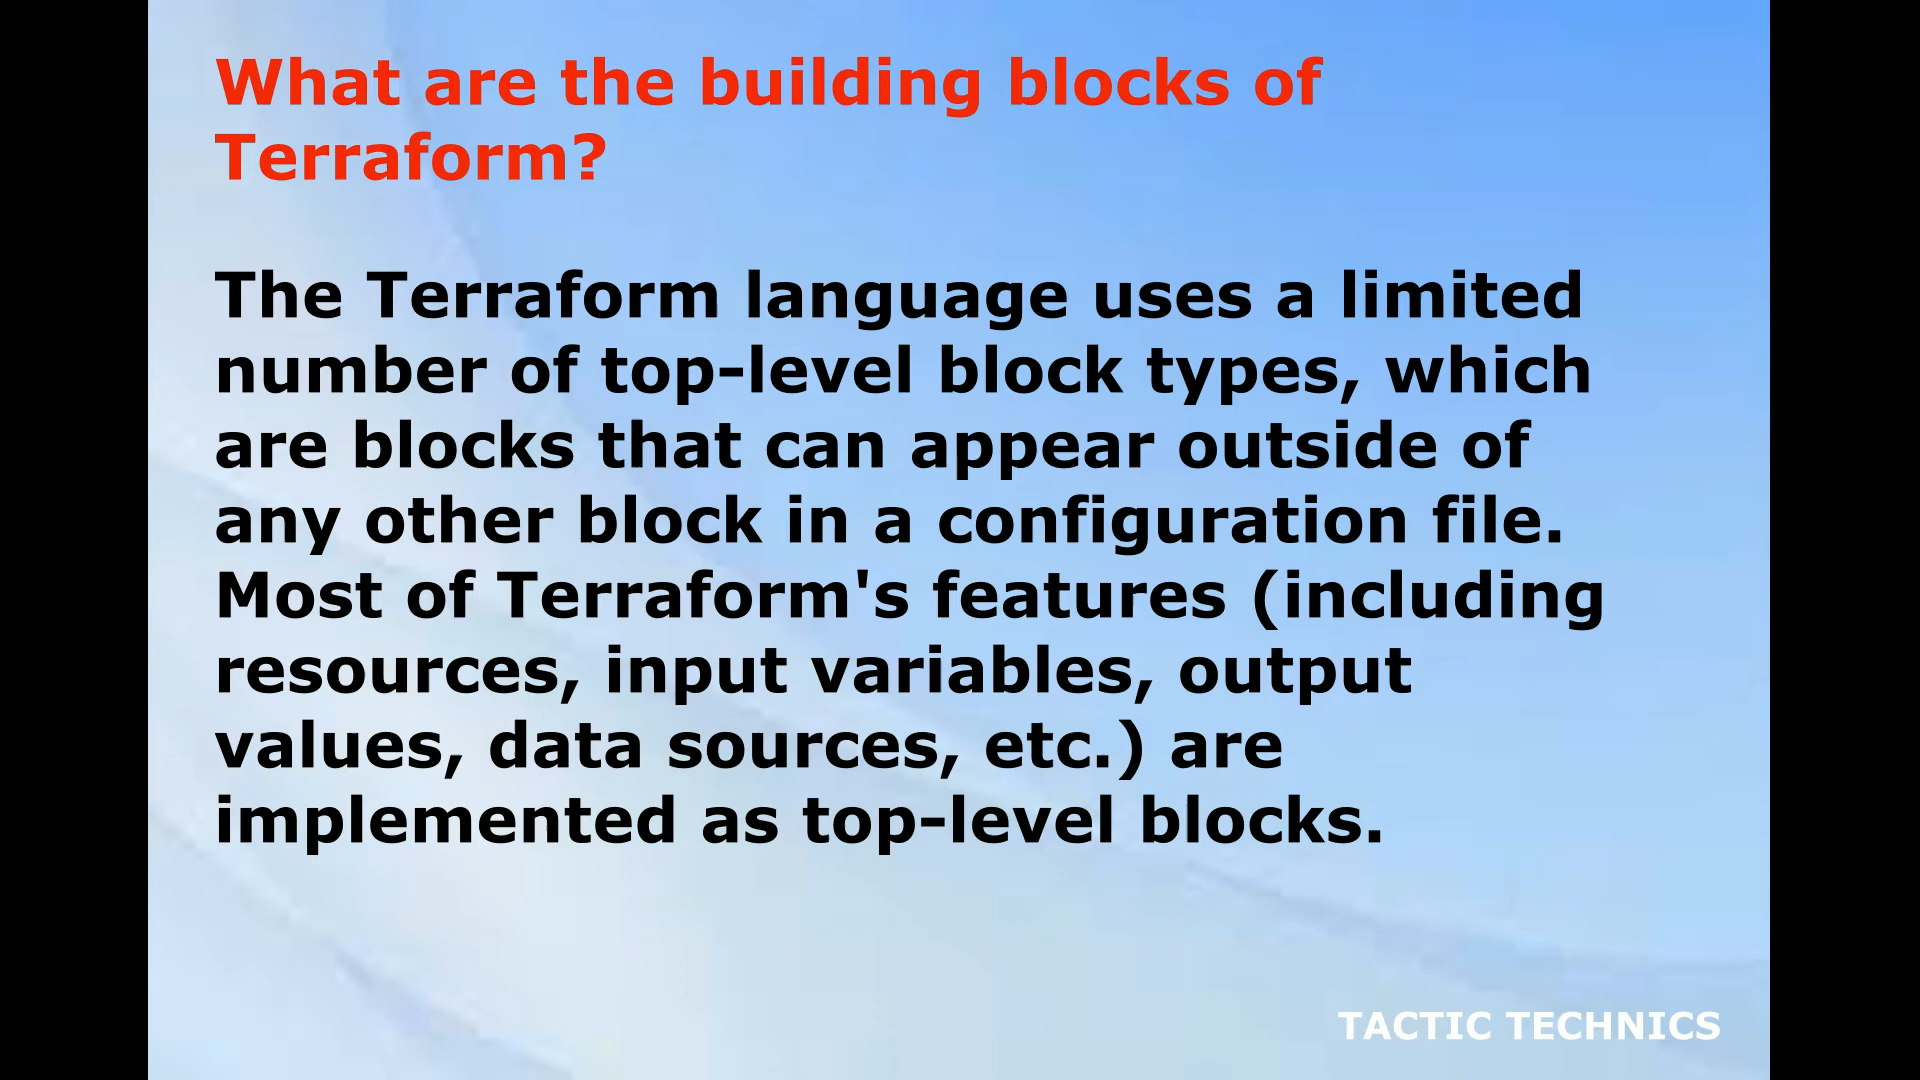 What are the building blocks of
Terraform?
The Terraform language uses a limited
number of top-level block types, which
are blocks that can appear outside of
any other block in a configuration file.
Most of Terraform's features (including
resources, input variables, output
values, data sources, etc.) are
implemented as top-level blocks.
TACTIC TECHNICS